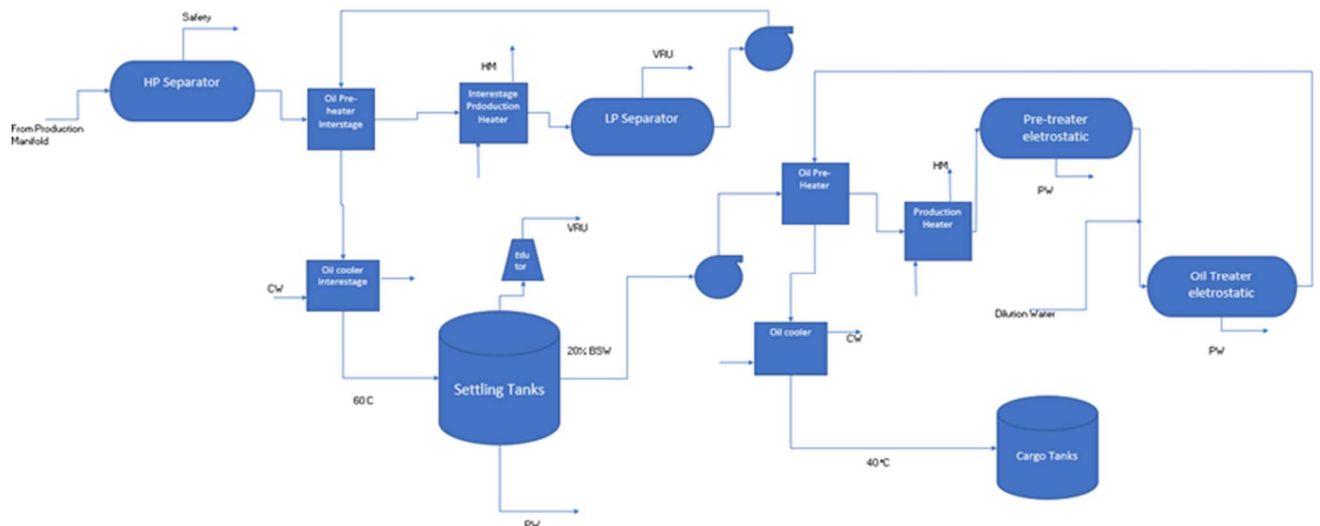 Safety
HP Separator
From Production
Manifold
Oil Pre-
heater
Interstage
HM
Interestage
Prdoduction
Heater
VRU
LP Separator
Pre-treater
eletrostatic
PW
Oil Pre-
Heater
HM
Production
Heater
VRU
Edu
tor
Oil cooler
Interestage
CW
20% BSW
Settling Tanks
60 C
PW
Oil Treater
eletrostatic
Dilution Water
PW
Oil cooler
CW
40 °C
Cargo Tanks